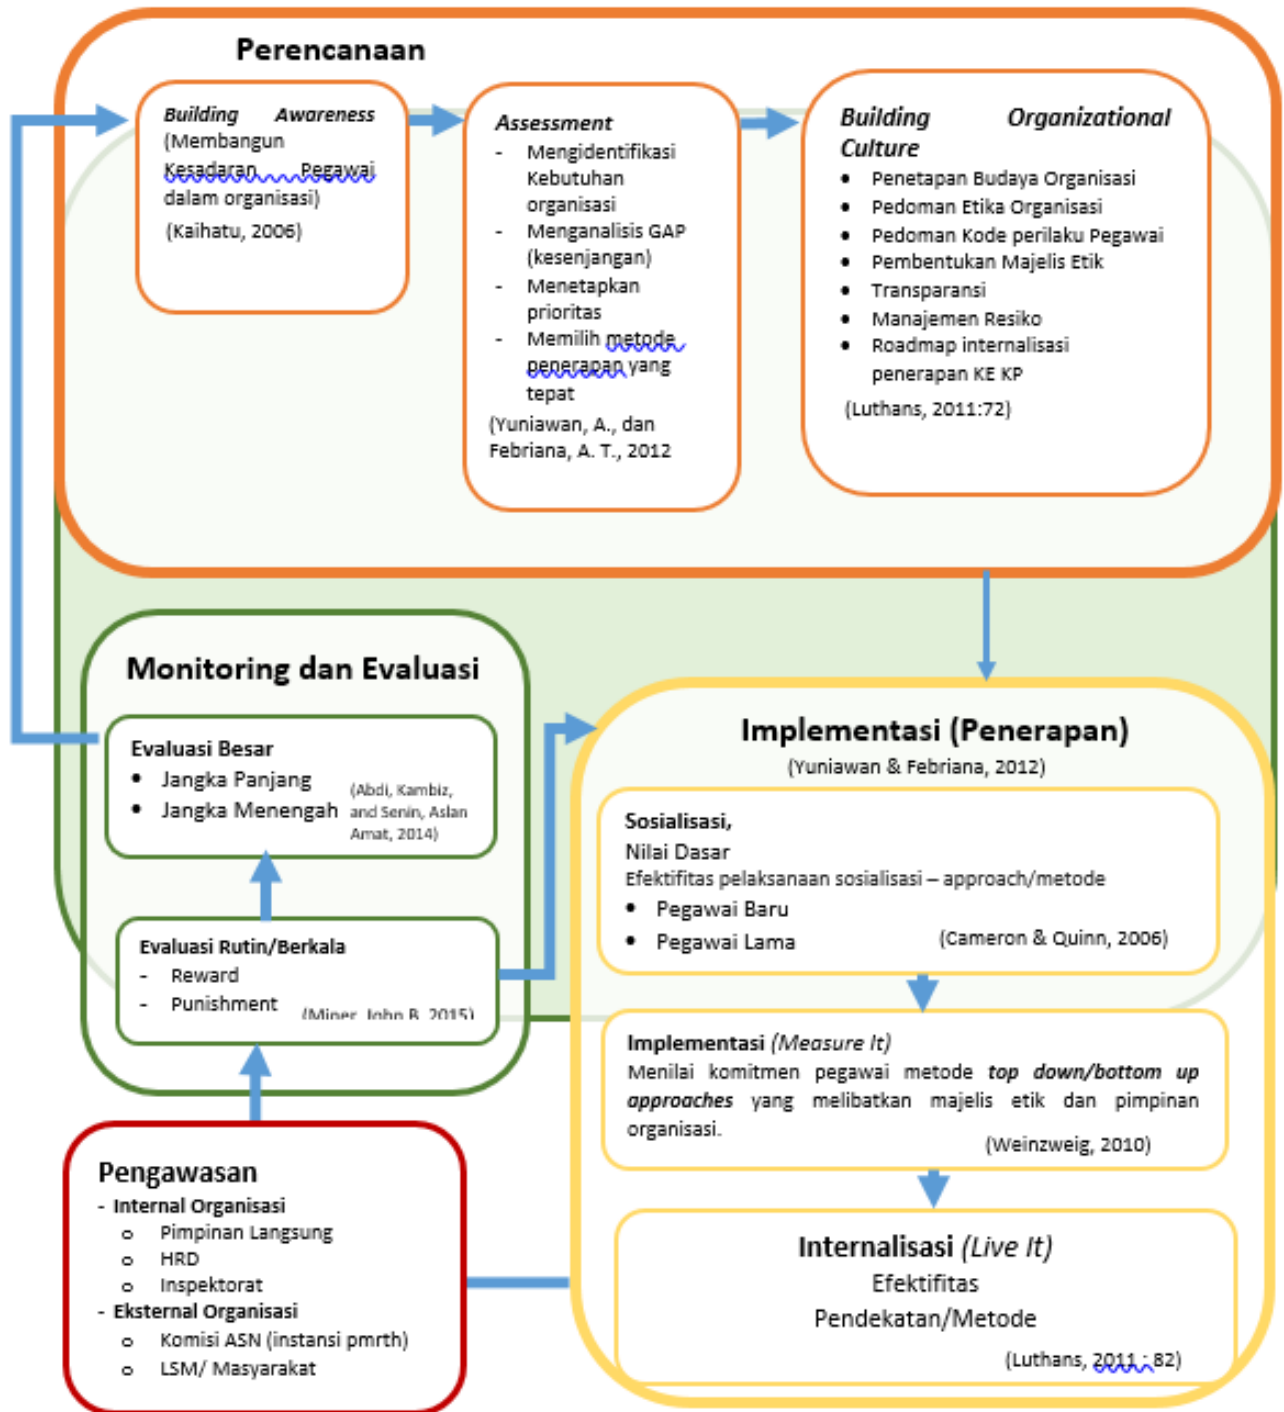 Perencanaan
Building Awareness
(Membangun
Kesadaran Pegawai
dalam organisasi)
(Kaihatu, 2006)
Assessment
- Mengidentifikasi
Kebutuhan
organisasi
- Menganalisis GAP
(kesenjangan)
- Menetapkan
prioritas
- Memilih metode
penerapan yang
tepat
(Yuniawan, A., dan
Febriana, A. T., 2012
Building Organizational
Culture
• Penetapan Budaya Organisasi
• Pedoman Etika Organisasi
• Pedoman Kode perilaku Pegawai
• Pembentukan Majelis Etik
• Transparansi
• Manajemen Resiko
• Roadmap internalisasi
penerapan KE KP
(Luthans, 2011:72)
Monitoring dan Evaluasi
Evaluasi Besar
• Jangka Panjang
• Jangka Menengah
(Abdi, Kambiz,
and Senin, Aslan
Amat, 2014)
Evaluasi Rutin/Berkala
- Reward
- Punishment
(Miner, John B, 2015)
Pengawasan
- Internal Organisasi
o Pimpinan Langsung
o HRD
o Inspektorat
- Eksternal Organisasi
o Komisi ASN (instansi pmrth)
o LSM/ Masyarakat
Implementasi (Penerapan)
(Yuniawan & Febriana, 2012)
Sosialisasi,
Nilai Dasar
Efektifitas pelaksanaan sosialisasi – approach/metode
• Pegawai Baru
• Pegawai Lama
(Cameron & Quinn, 2006)
Implementasi (Measure It)
Menilai komitmen pegawai metode top down/bottom up
approaches yang melibatkan majelis etik dan pimpinan
organisasi.
(Weinzweig, 2010)
Internalisasi (Live It)
Efektifitas
Pendekatan/Metode
(Luthans, 2011 : 82)